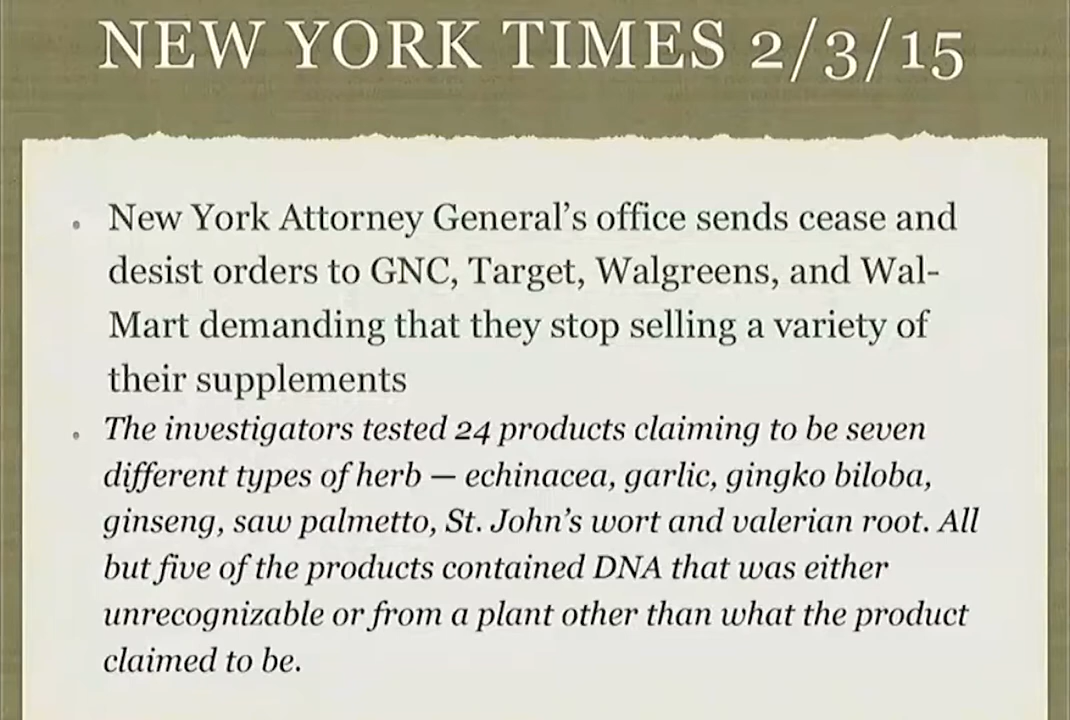 NEW YORK TIMES 2/3/15
• New York Attorney General’s office sends cease and
desist orders to GNC, Target, Walgreens, and Wal-
Mart demanding that they stop selling a variety of
their supplements
• The investigators tested 24 products claiming to be seven
different types of herb — echinacea, garlic, gingko biloba,
ginseng, saw palmetto, St. John’s wort and valerian root. All
but five of the products contained DNA that was either
unrecognizable or from a plant other than what the product
claimed to be.